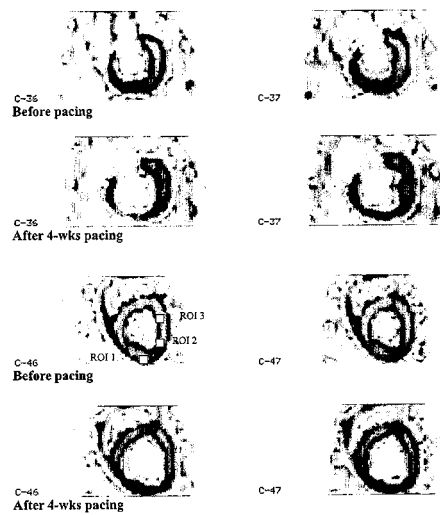 C-36 C-37
Before pacing
C-36 C-37
After 4-wks pacing
ROI 3
ROI 2
ROI 1
C-46 C-47
Before pacing
C-46 C-47
After 4-wks pacing